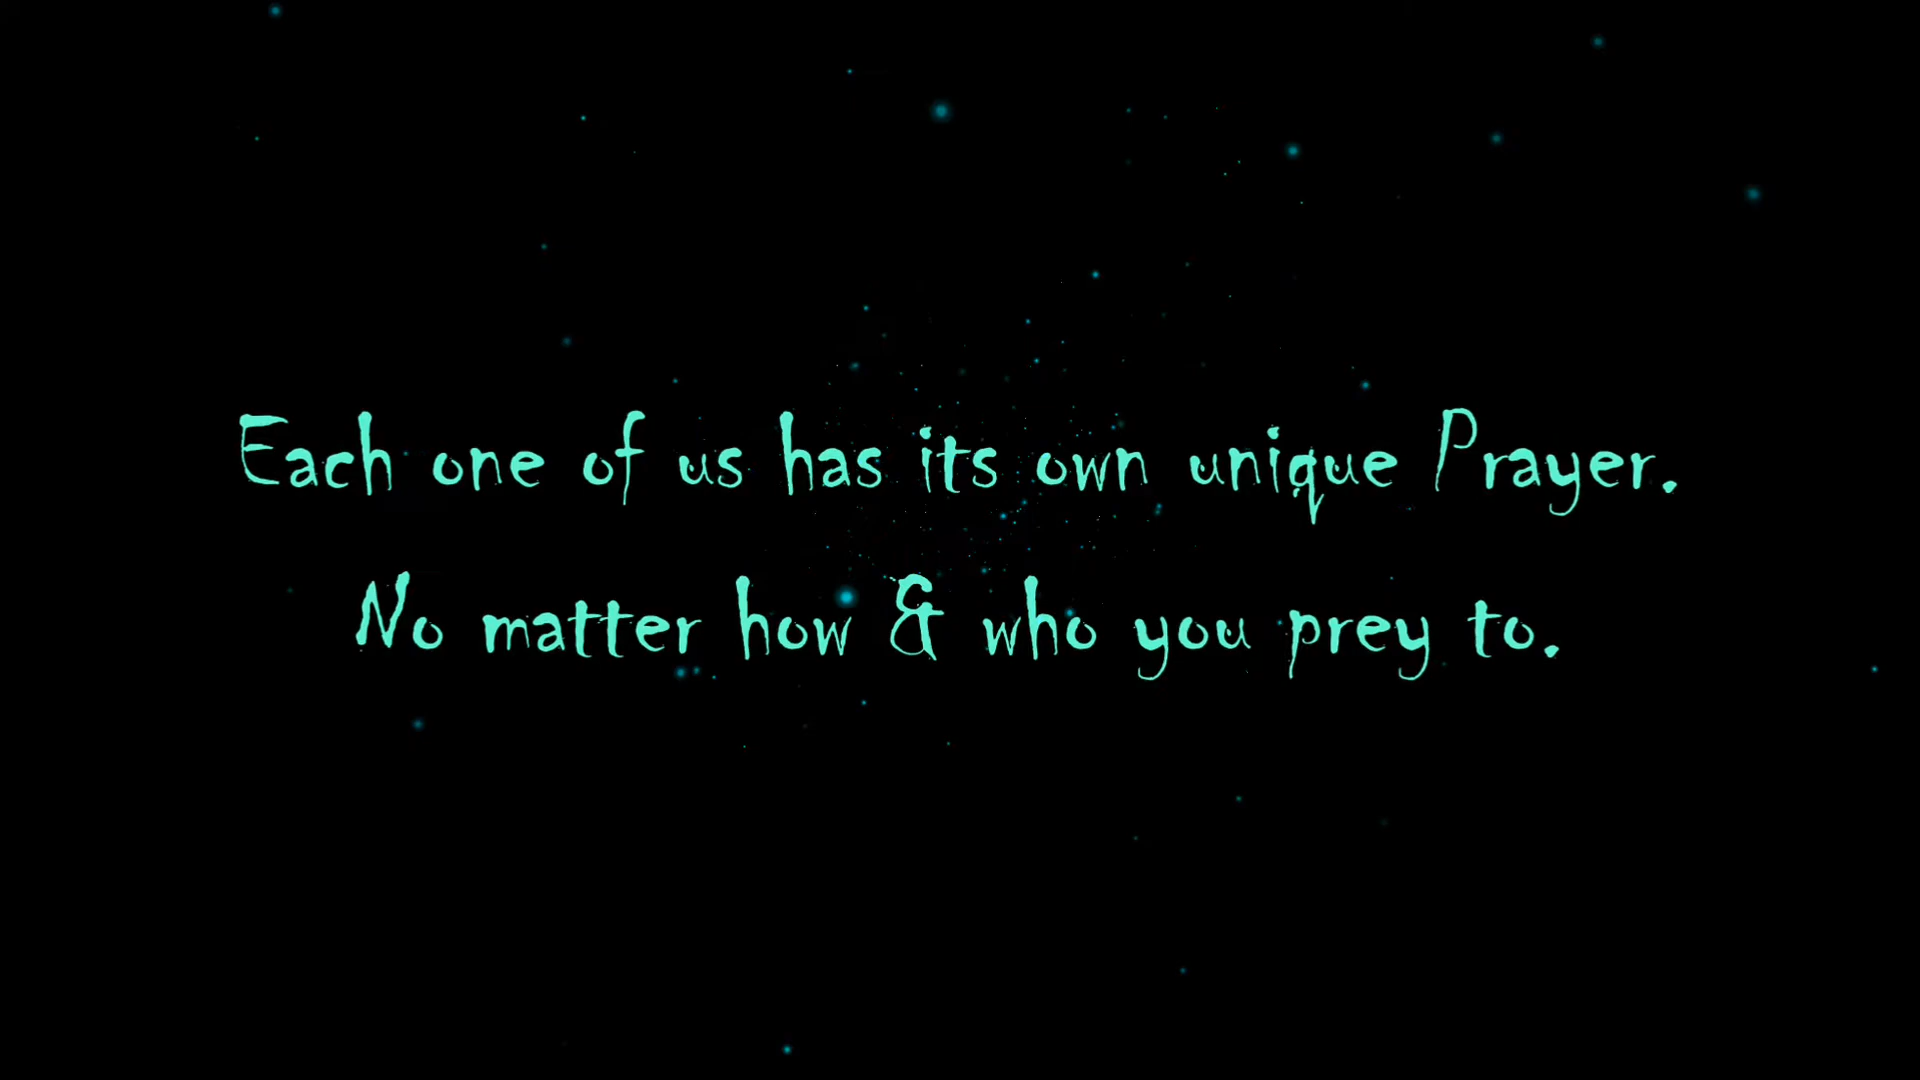 Each one of us has its own unique Prayer.
No matter how & who you prey to.